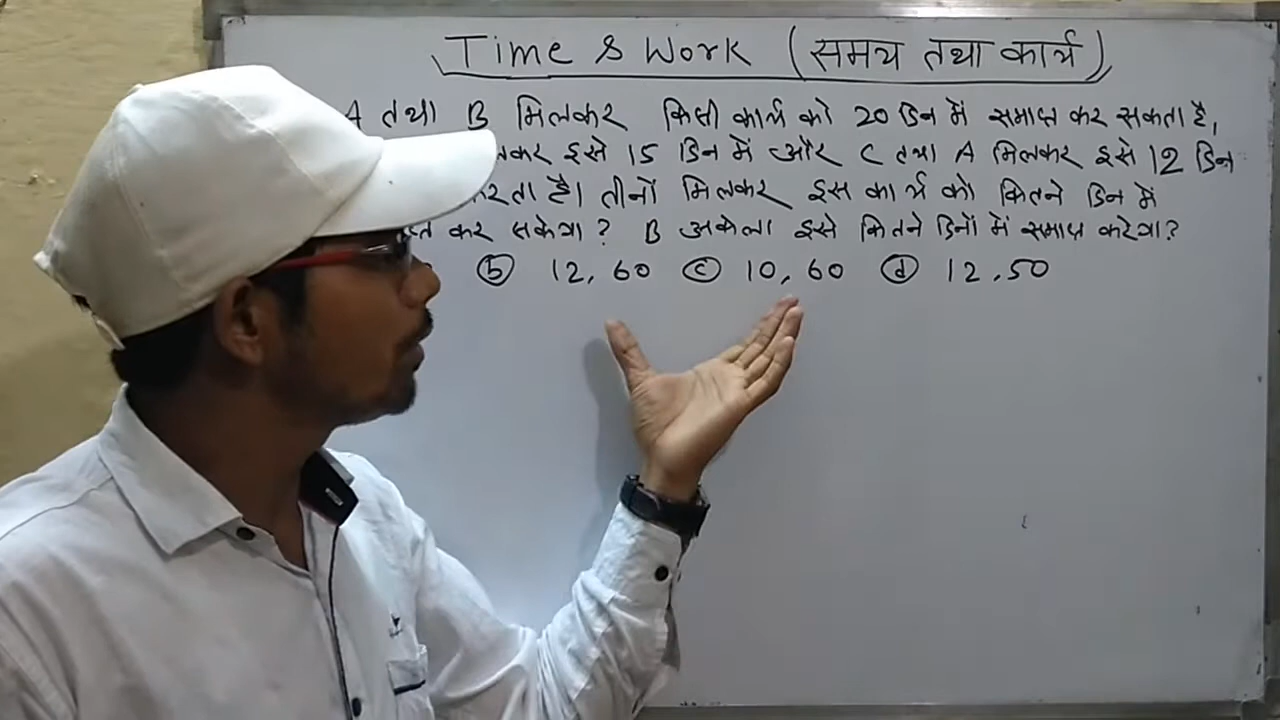 Time & Work (समय तथा कार्य)
A तथा B मिलकर किसी कार्य को 20 दिन में समाप्त कर सकता है,
इसे 15 दिन में और C तथा A मिलकर इसे 12 दिन
है। तीनों मिलकर इस कार्य को कितने दिन में
कर सकेगा? B अकेला इसे कितने दिनों में समाप्त करेगा?
ⓑ 12, 60 ⓒ 10, 60 ⓓ 12, 50